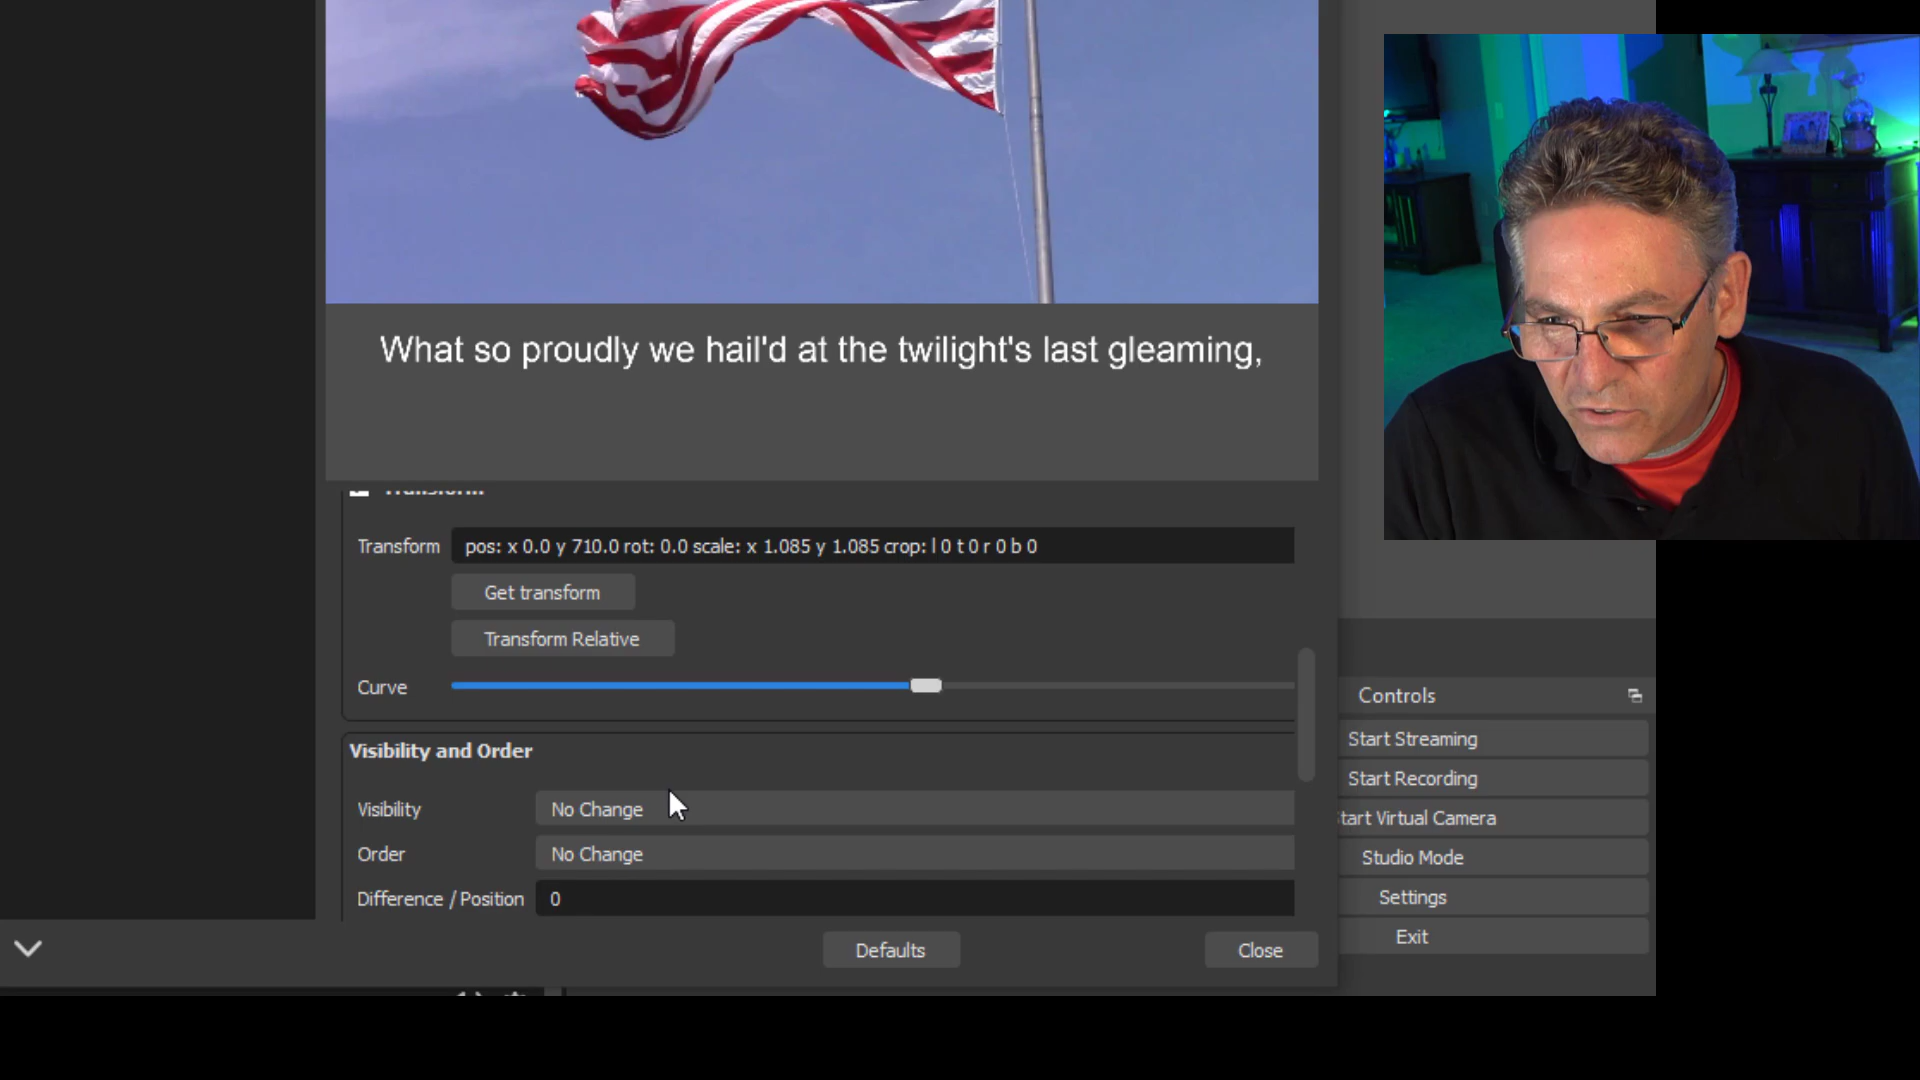 What so proudly we hail'd at the twilight's last gleaming,
Transform
Transform pos: x 0.0 y 710.0 rot: 0.0 scale: x 1.085 y 1.085 crop: l 0 t 0 r 0 b 0
Get transform
Transform Relative
Curve
Visibility and Order
Visibility No Change
Order No Change
Difference / Position 0
Defaults
Close
Controls
Start Streaming
Start Recording
tart Virtual Camera
Studio Mode
Settings
Exit